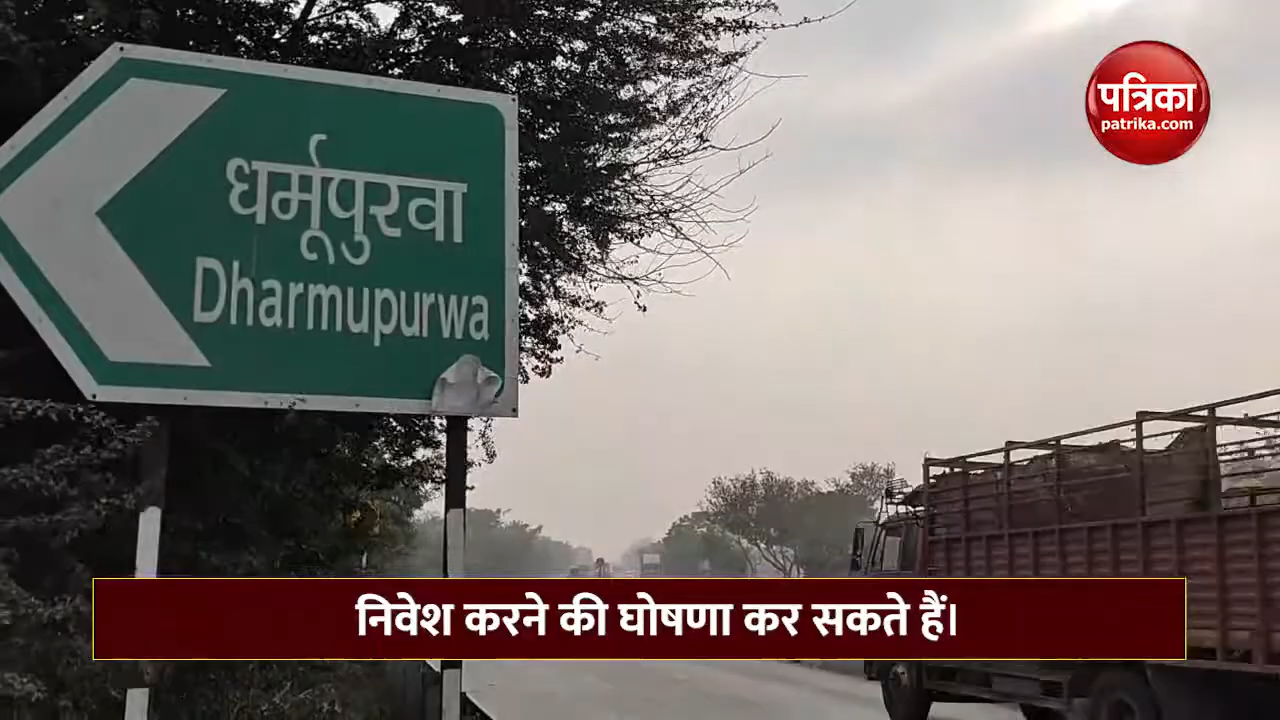 धर्मूपुरवा
Dharmupurwa
पत्रिका
patrika.com
निवेश करने की घोषणा कर सकते हैं।